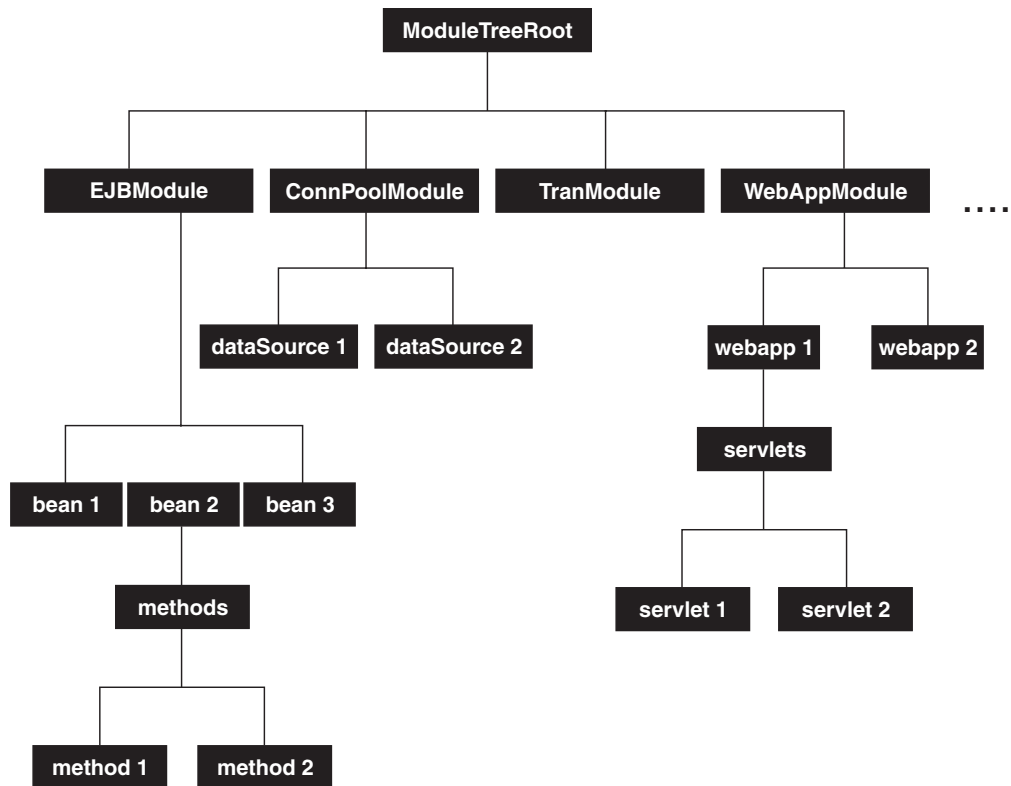 ModuleTreeRoot
EJBModule
ConnPoolModule
TranModule
WebAppModule
....
dataSource 1
dataSource 2
webapp 1
webapp 2
servlets
bean 1
bean 2
bean 3
methods
servlet 1
servlet 2
method 1
method 2